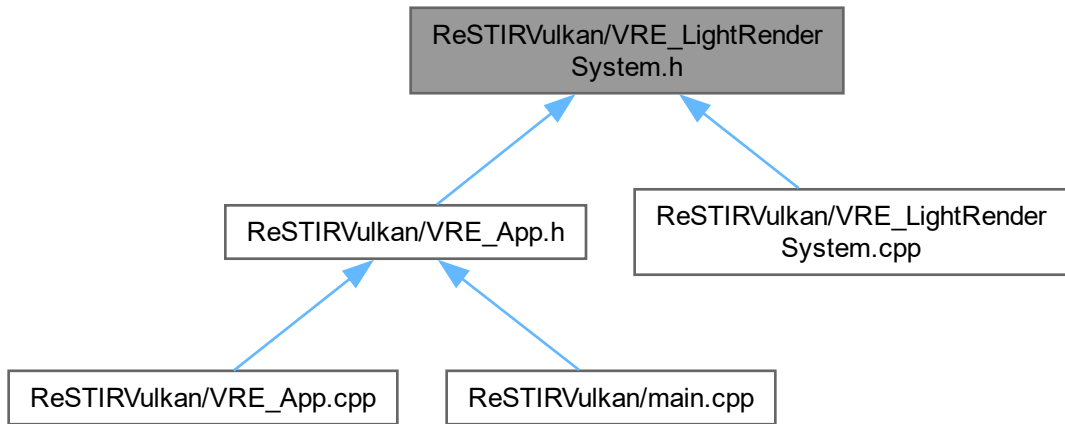 ReSTIRVulkan/VRE_LightRender
System.h
ReSTIRVulkan/VRE_App.h
ReSTIRVulkan/VRE_LightRender
System.cpp
ReSTIRVulkan/VRE_App.cpp
ReSTIRVulkan/main.cpp